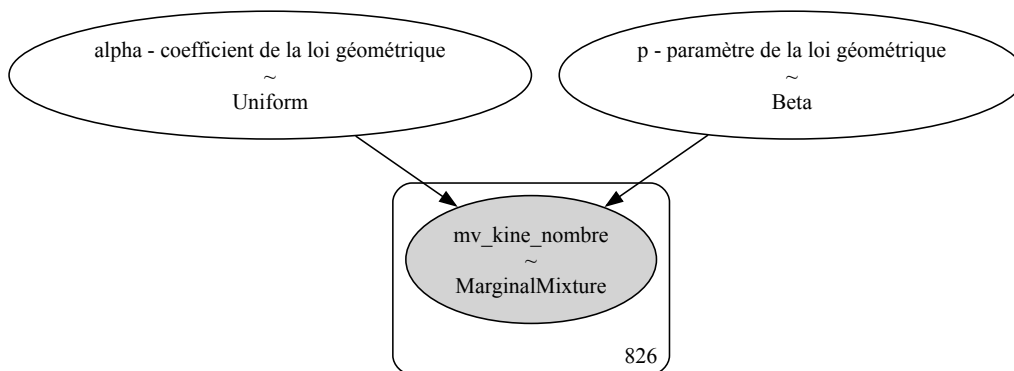 alpha - coefficient de la loi géométrique
~
Uniform
p - paramètre de la loi géométrique
~
Beta
mv_kine_nombre
~
MarginalMixture
826